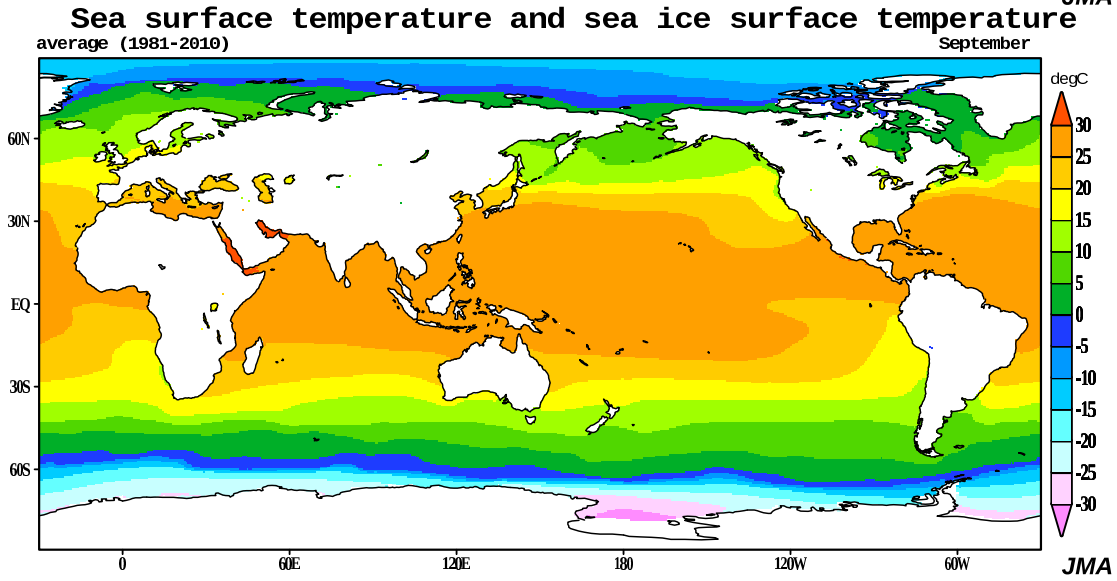 JMA
Sea surface temperature and sea ice surface temperature
average (1981-2010)
September
degC
30
25
20
15
10
5
0
-5
-10
-15
-20
-25
-30
60N
30N
EQ
30S
60S
0
60E
120E
180
120W
60W
JMA